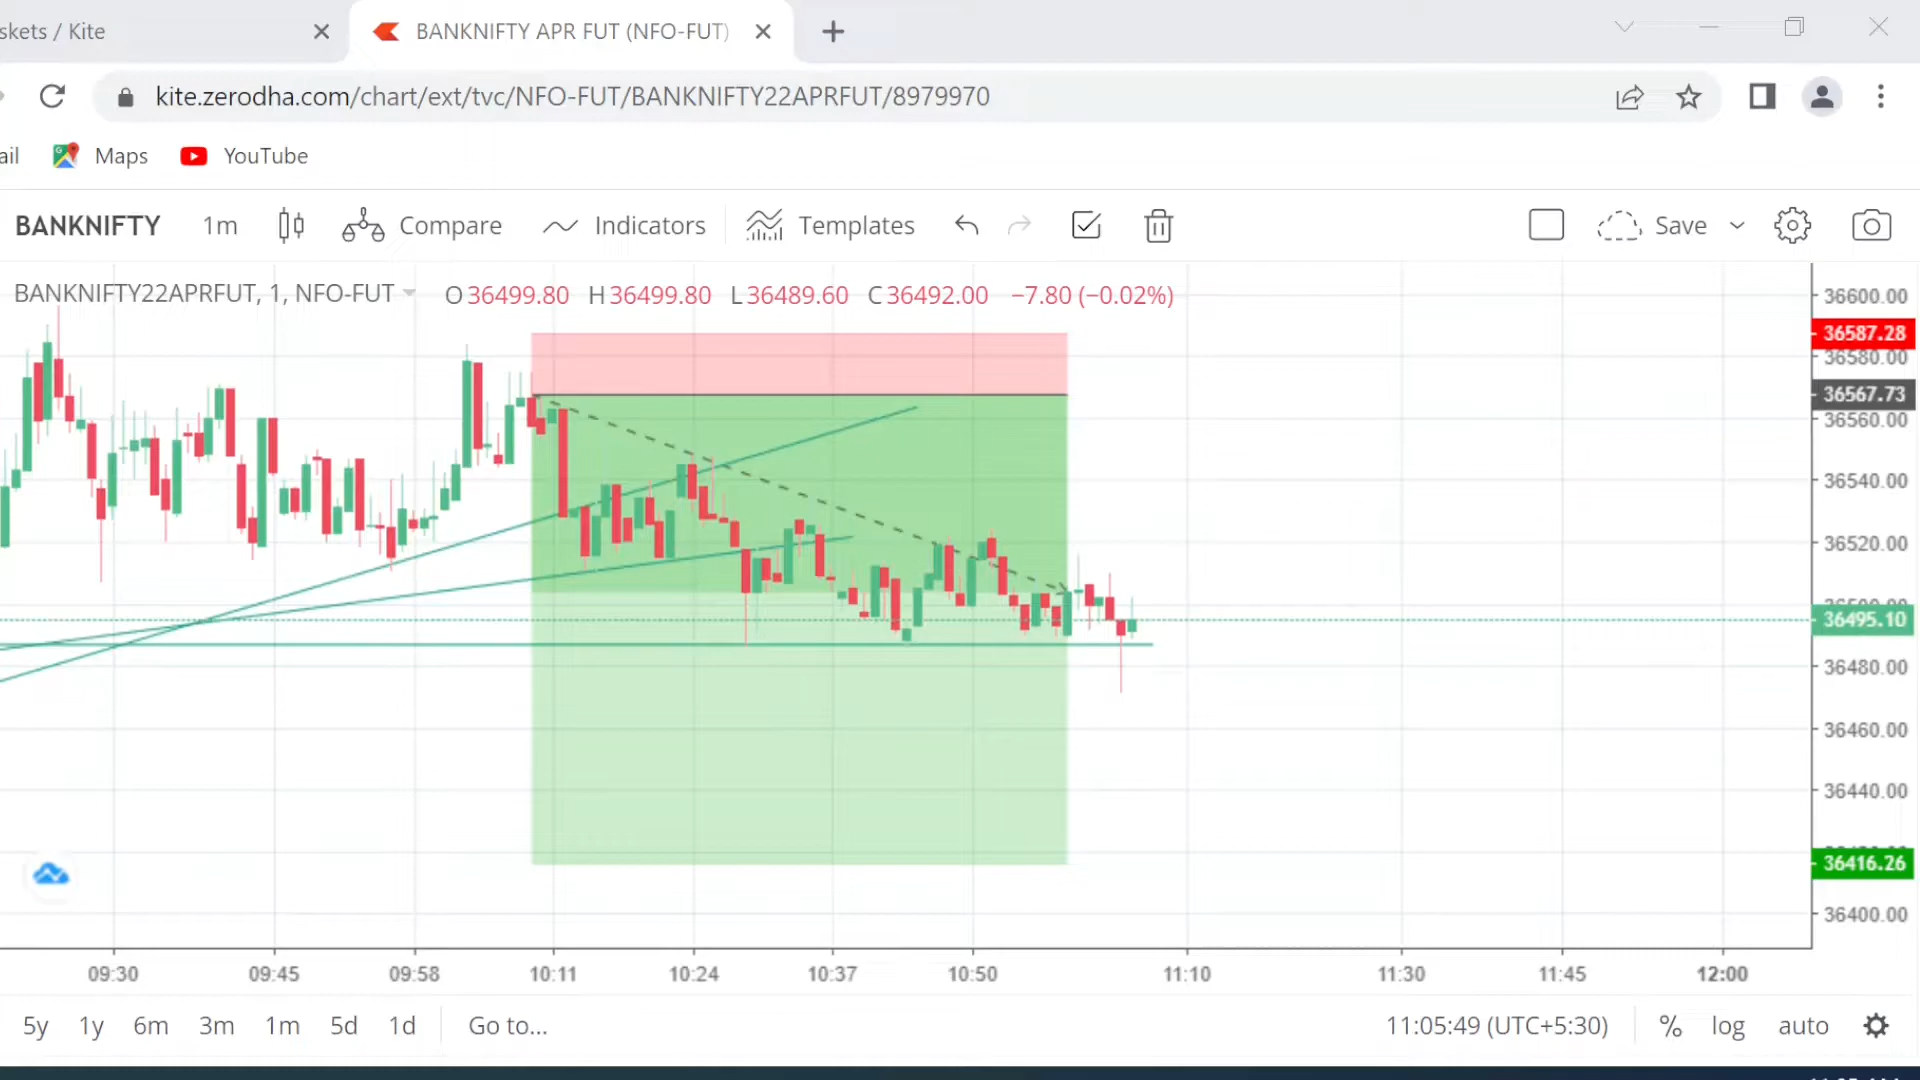 skets / Kite
BANKNIFTY APR FUT (NFO-FUT)
kite.zerodha.com/chart/ext/tvc/NFO-FUT/BANKNIFTY22APRFUT/8979970
ail Maps YouTube
BANKNIFTY 1m Compare Indicators Templates Save
BANKNIFTY22APRFUT, 1, NFO-FUT O36499.80 H36499.80 L36489.60 C36492.00 −7.80 (−0.02%)
36600.00
36587.28
36580.00
36567.73
36560.00
36540.00
36520.00
36495.10
36480.00
36460.00
36440.00
36416.26
36400.00
09:30 09:45 09:58 10:11 10:24 10:37 10:50 11:10 11:30 11:45 12:00
5y 1y 6m 3m 1m 5d 1d Go to... 11:05:49 (UTC+5:30) % log auto